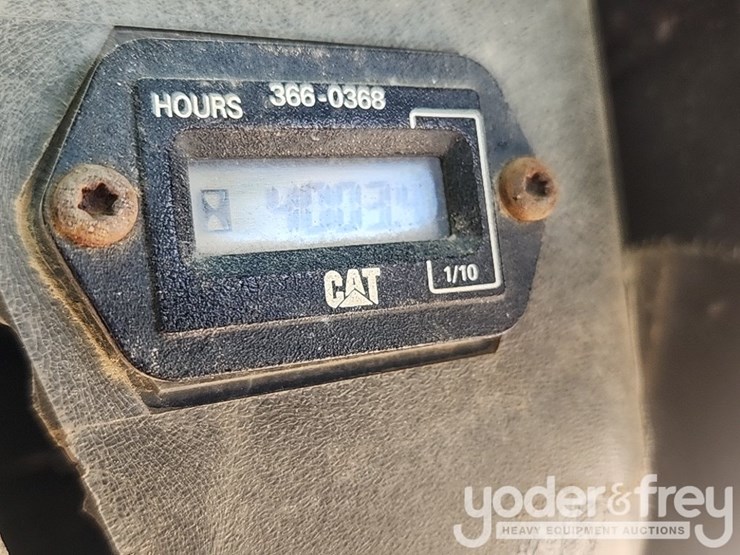 HOURS 366-0368
CAT
1/10
yoder&frey
HEAVY EQUIPMENT AUCTIONS